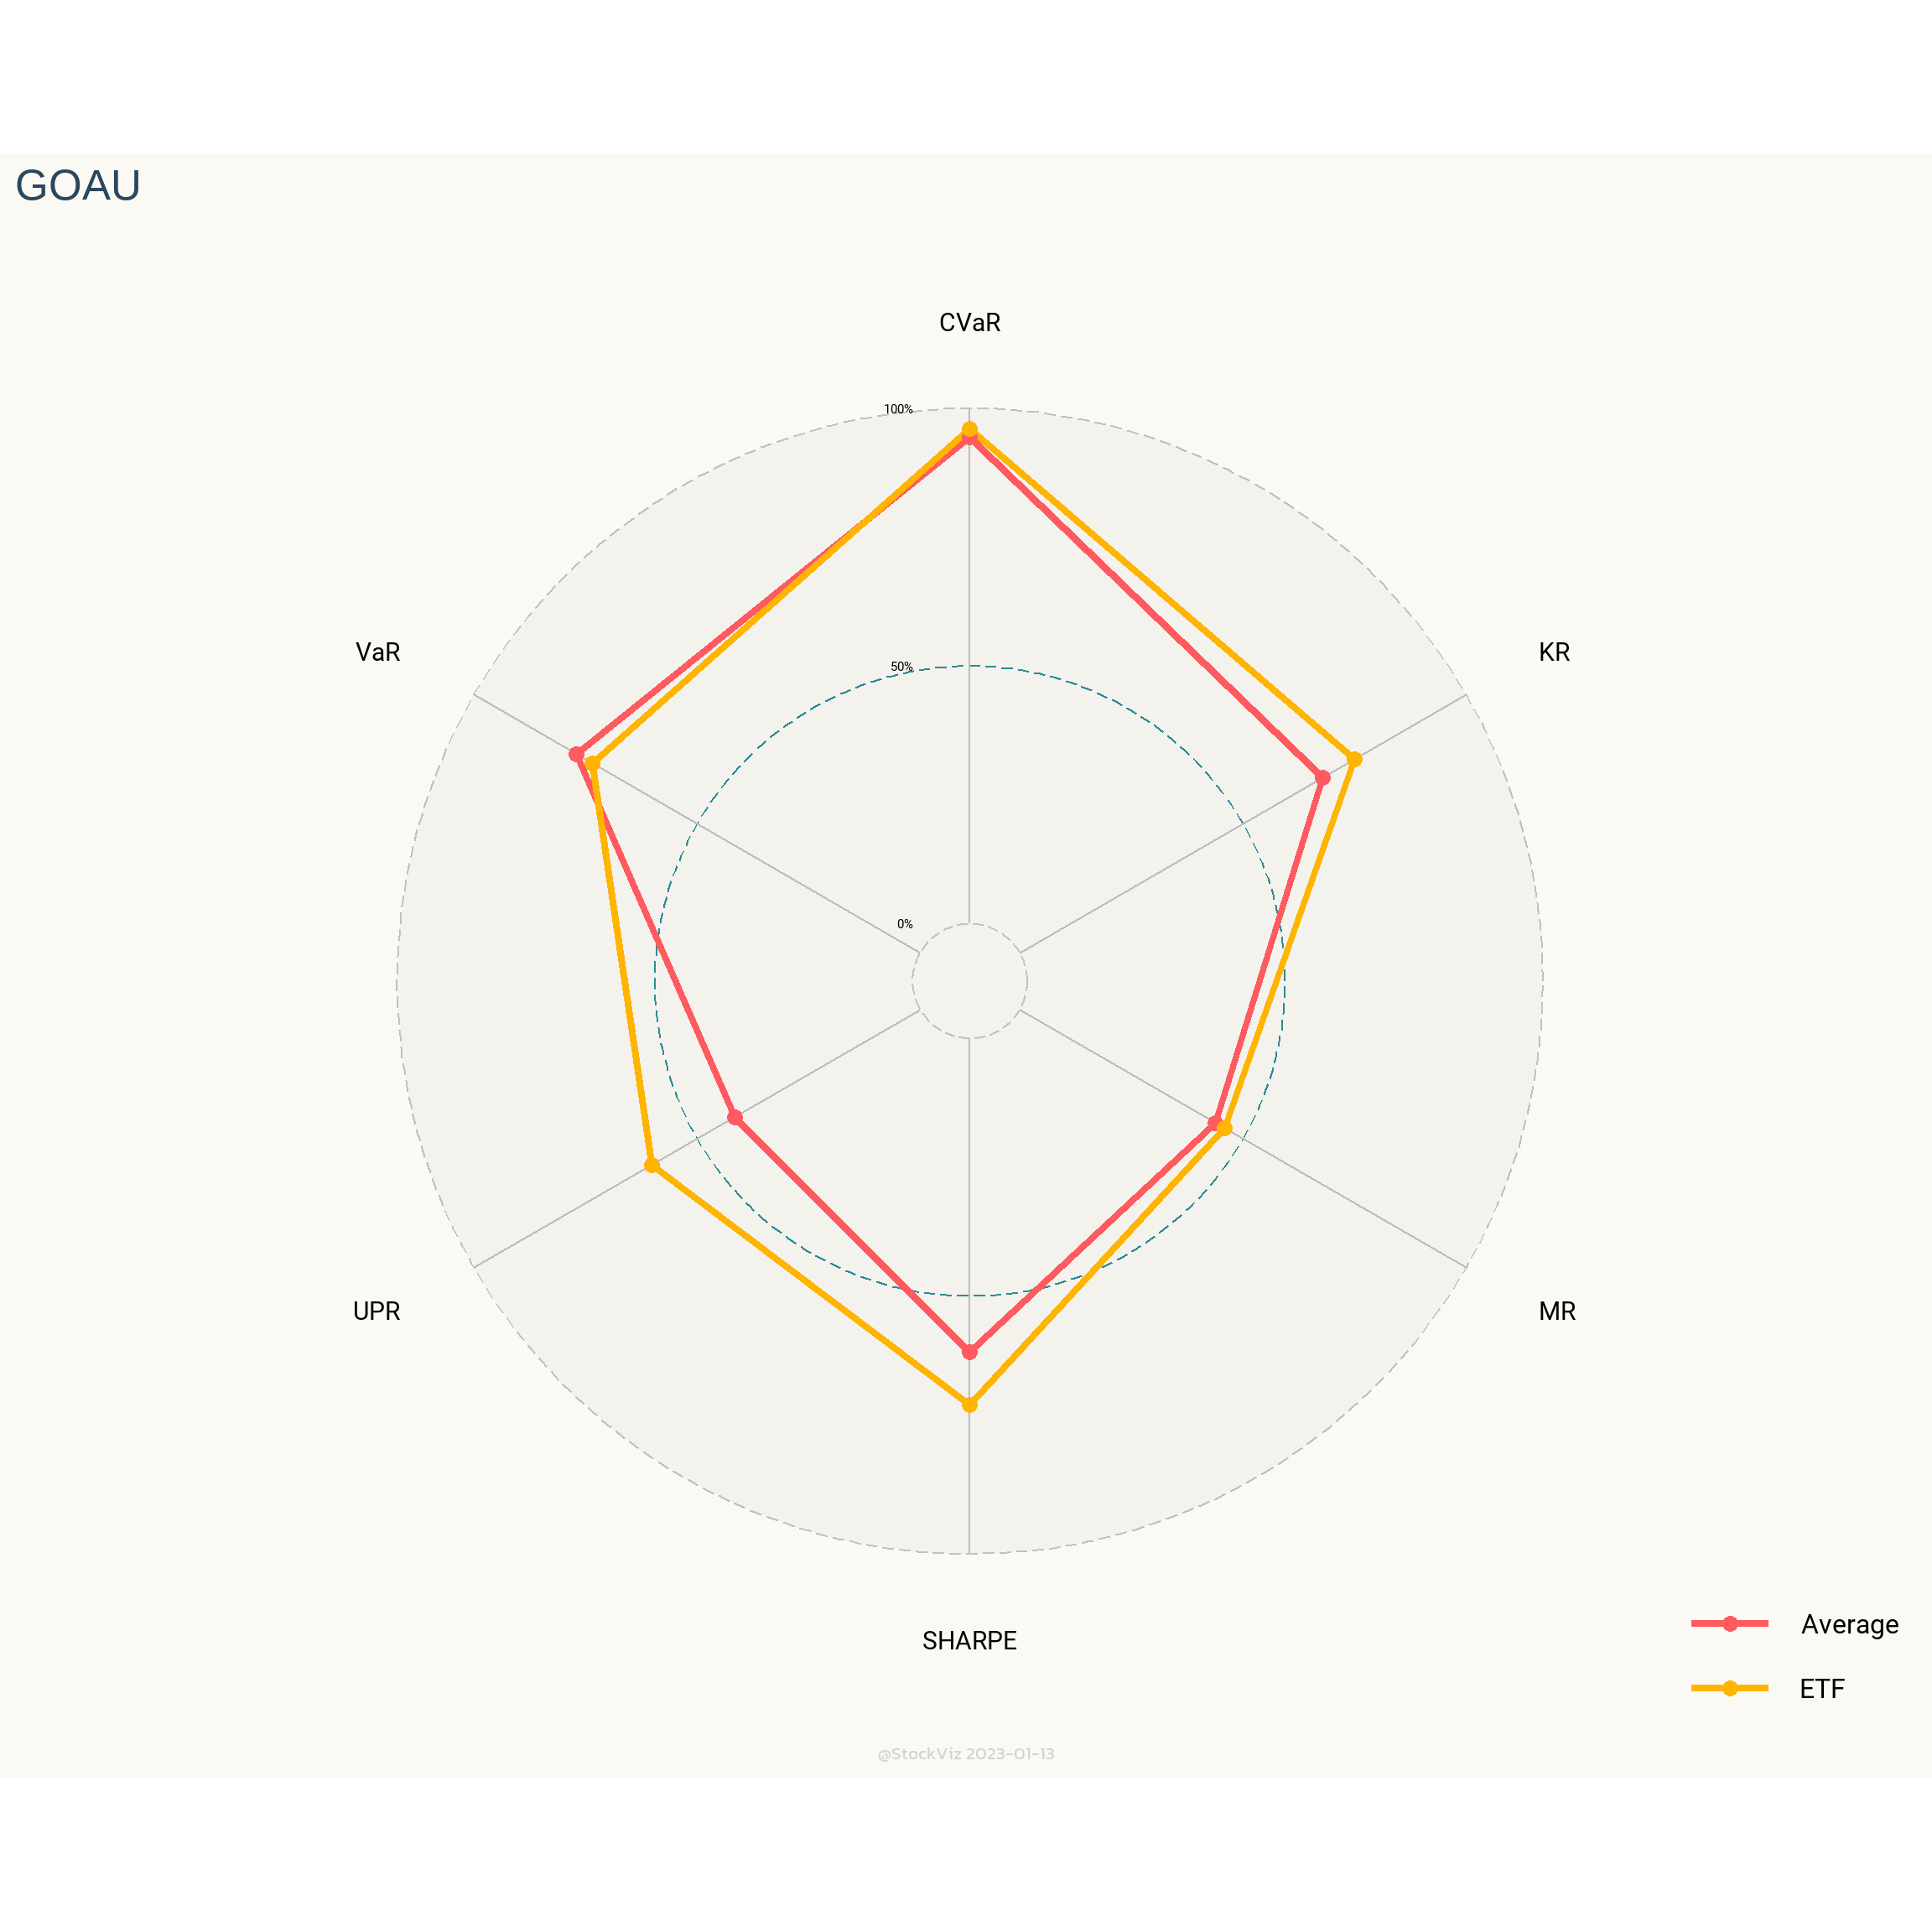 GOAU
CVaR
100%
KR
VaR
50%
0%
UPR
MR
SHARPE
Average
ETF
@StockViz 2023-01-13